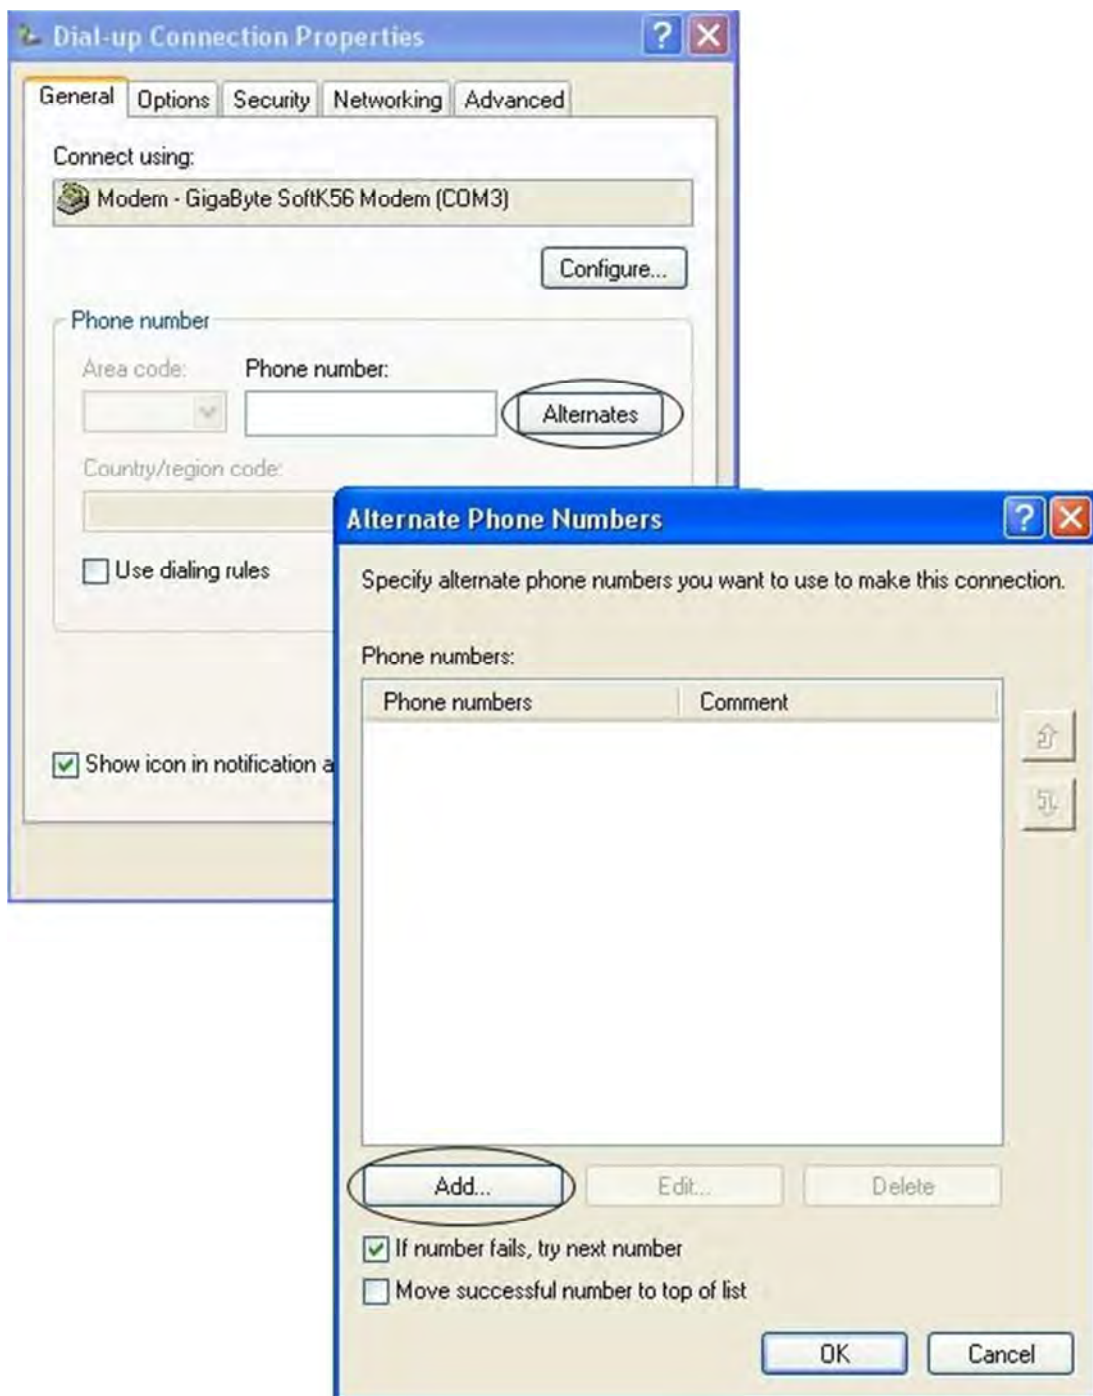 Dial-up Connection Properties
General Options Security Networking Advanced
Connect using:
Modem - GigaByte SoftK56 Modem (COM3)
Configure...
Phone number
Area code: Phone number:
Alternates
Country/region code:
Use dialing rules
Show icon in notification a
Alternate Phone Numbers
Specify alternate phone numbers you want to use to make this connection.
Phone numbers:
Phone numbers Comment
Add... Edit... Delete
If number fails, try next number
Move successful number to top of list
OK Cancel